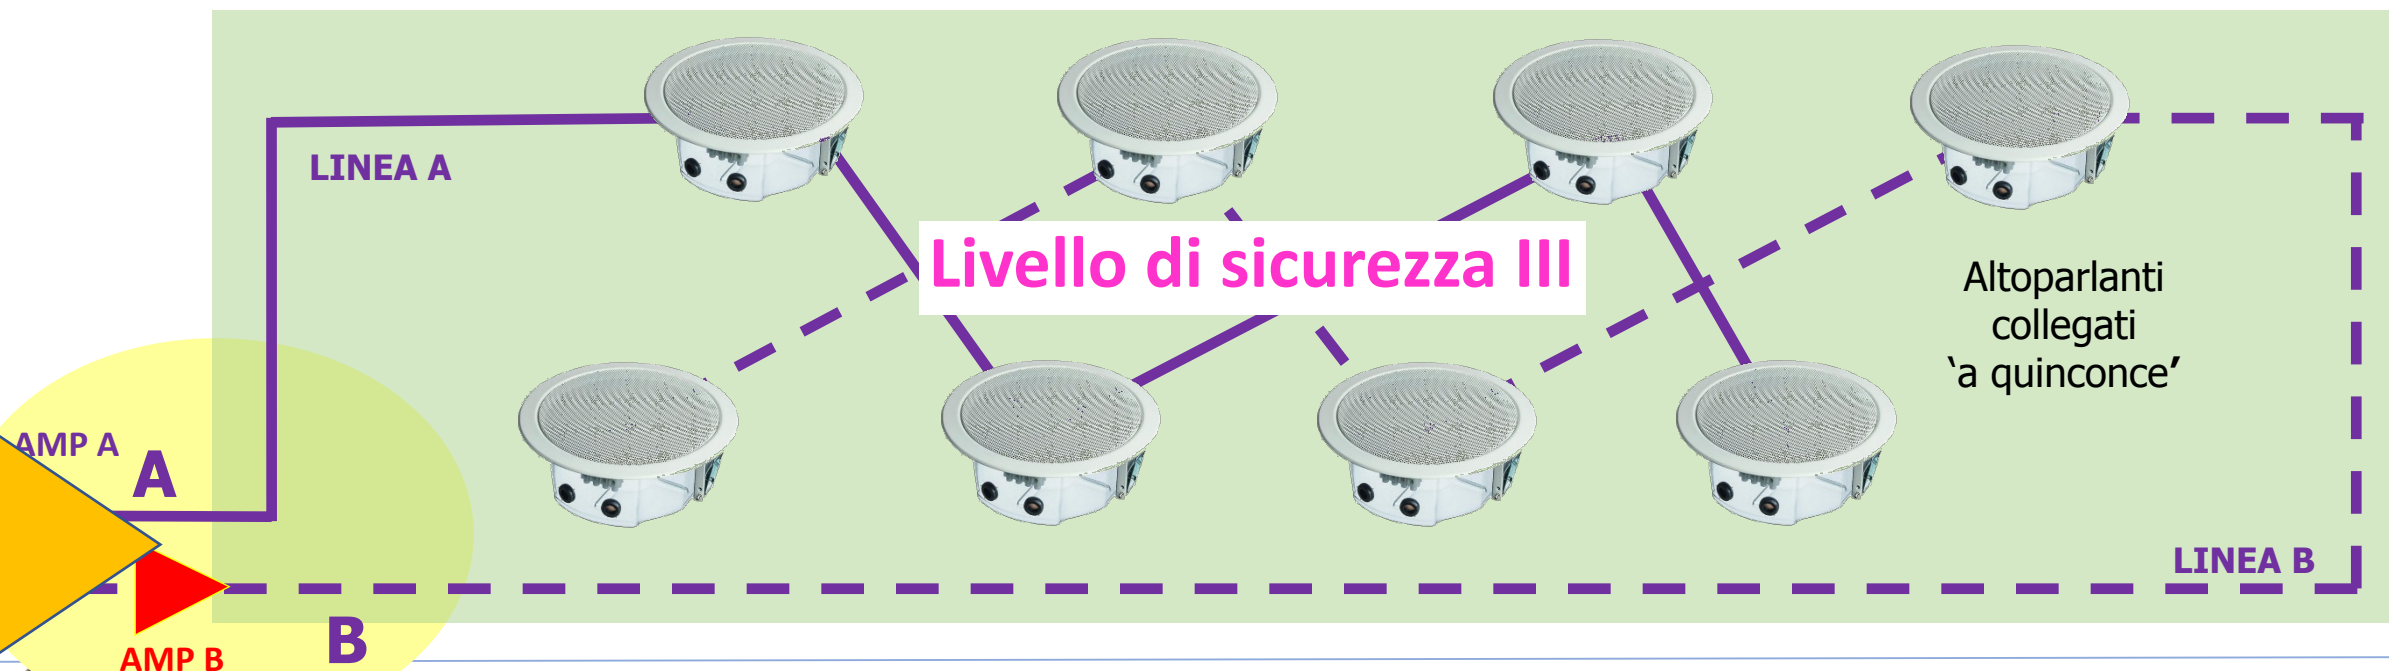 LINEA A
Livello di sicurezza III
Altoparlanti
collegati
‘a quinconce’
AMP A
A
LINEA B
B
AMP B